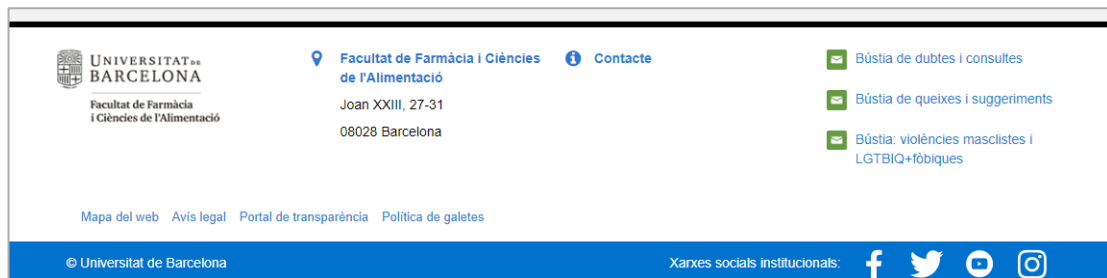 UNIVERSITAT DE
BARCELONA
Facultat de Farmàcia
i Ciències de l'Alimentació
Facultat de Farmàcia i Ciències
de l'Alimentació
Joan XXIII, 27-31
08028 Barcelona
Contacte
Bústia de dubtes i consultes
Bústia de queixes i suggeriments
Bústia: violències masclistes i
LGTBIQ+fòbiques
Mapa del web Avís legal Portal de transparència Política de galetes
© Universitat de Barcelona
Xarxes socials institucionals: